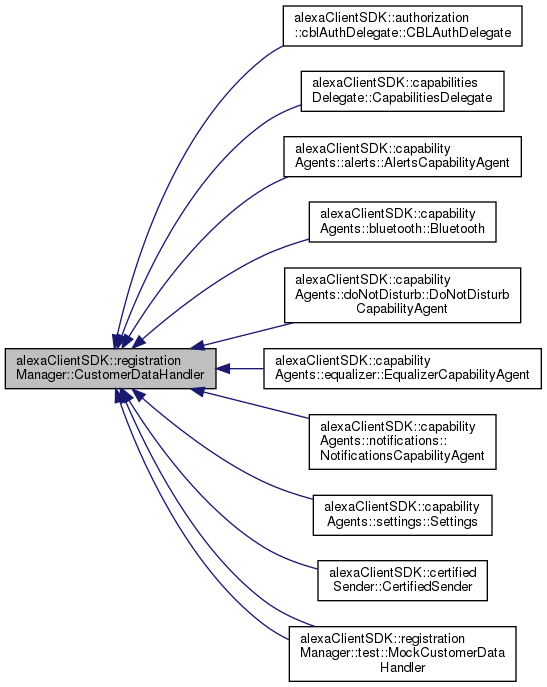 alexaClientSDK::authorization
::cblAuthDelegate::CBLAuthDelegate
alexaClientSDK::capabilities
Delegate::CapabilitiesDelegate
alexaClientSDK::capability
Agents::alerts::AlertsCapabilityAgent
alexaClientSDK::capability
Agents::bluetooth::Bluetooth
alexaClientSDK::capability
Agents::doNotDisturb::DoNotDisturb
CapabilityAgent
alexaClientSDK::registration
Manager::CustomerDataHandler
alexaClientSDK::capability
Agents::equalizer::EqualizerCapabilityAgent
alexaClientSDK::capability
Agents::notifications::
NotificationsCapabilityAgent
alexaClientSDK::capability
Agents::settings::Settings
alexaClientSDK::certified
Sender::CertifiedSender
alexaClientSDK::registration
Manager::test::MockCustomerData
Handler